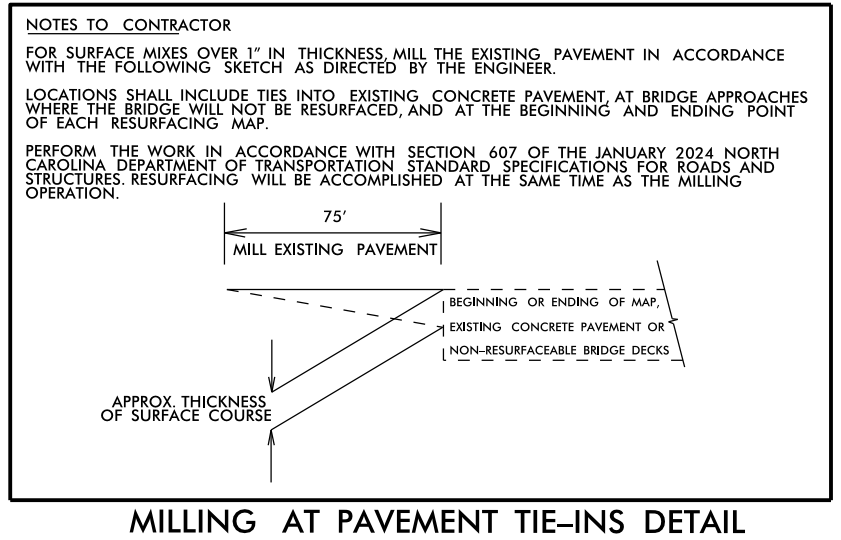 NOTES TO CONTRACTOR
FOR SURFACE MIXES OVER 1" IN THICKNESS, MILL THE EXISTING PAVEMENT IN ACCORDANCE
WITH THE FOLLOWING SKETCH AS DIRECTED BY THE ENGINEER.
LOCATIONS SHALL INCLUDE TIES INTO EXISTING CONCRETE PAVEMENT, AT BRIDGE APPROACHES
WHERE THE BRIDGE WILL NOT BE RESURFACED, AND AT THE BEGINNING AND ENDING POINT
OF EACH RESURFACING MAP.
PERFORM THE WORK IN ACCORDANCE WITH SECTION 607 OF THE JANUARY 2024 NORTH
CAROLINA DEPARTMENT OF TRANSPORTATION STANDARD SPECIFICATIONS FOR ROADS AND
STRUCTURES. RESURFACING WILL BE ACCOMPLISHED AT THE SAME TIME AS THE MILLING
OPERATION.
75'
MILL EXISTING PAVEMENT
BEGINNING OR ENDING OF MAP,
EXISTING CONCRETE PAVEMENT OR
NON-RESURFACEABLE BRIDGE DECKS
APPROX. THICKNESS
OF SURFACE COURSE
MILLING AT PAVEMENT TIE-INS DETAIL